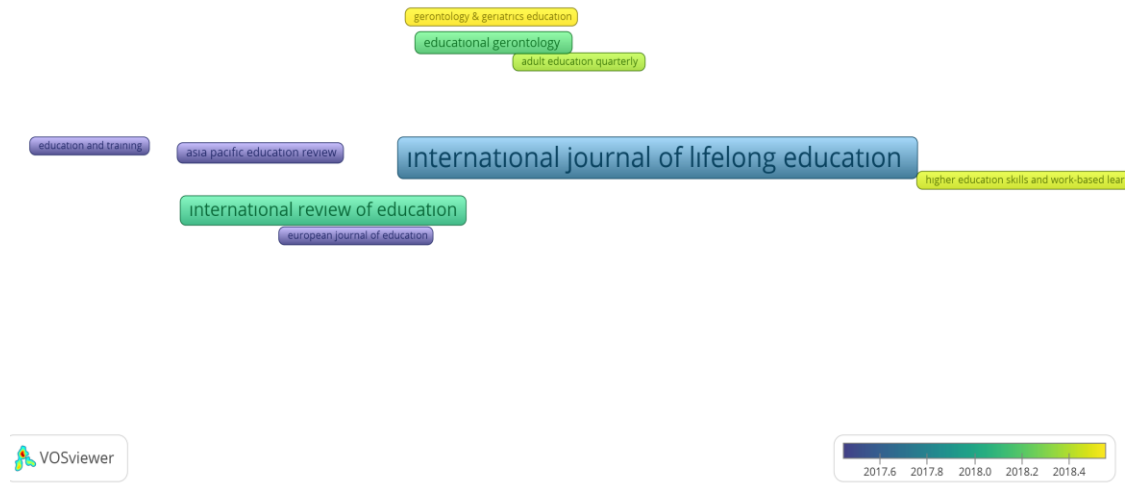 gerontology & geriatrics education
educational gerontology
adult education quarterly
education and training
asia pacific education review
international journal of lifelong education
higher education skills and work-based lear
international review of education
european journal of education
VOSviewer
2017.6 2017.8 2018.0 2018.2 2018.4